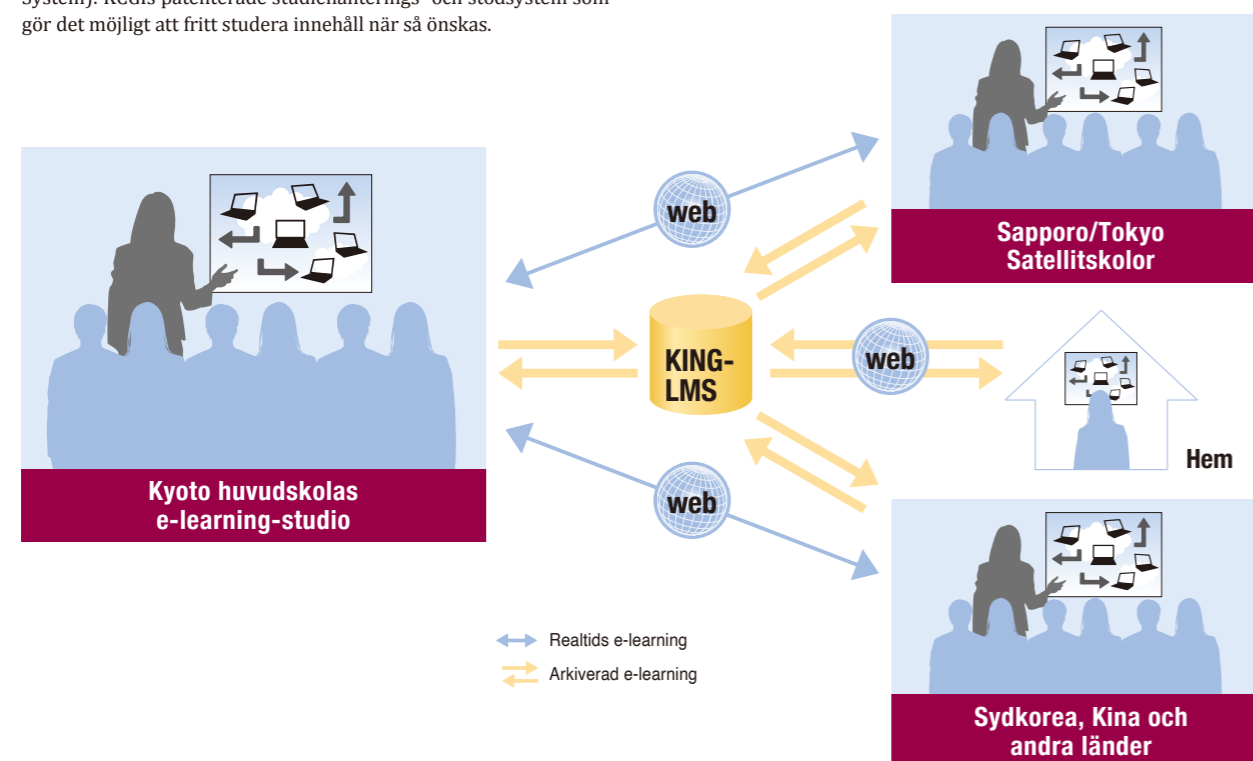 gör det möjligt att fritt studera innehåll när så önskas.
web
Sapporo/Tokyo
Satellitskolor
KING-
LMS
web
Hem
Kyoto huvudskolas
e-learning-studio
web
Realtids e-learning
Arkiverad e-learning
Sydkorea, Kina och
andra länder